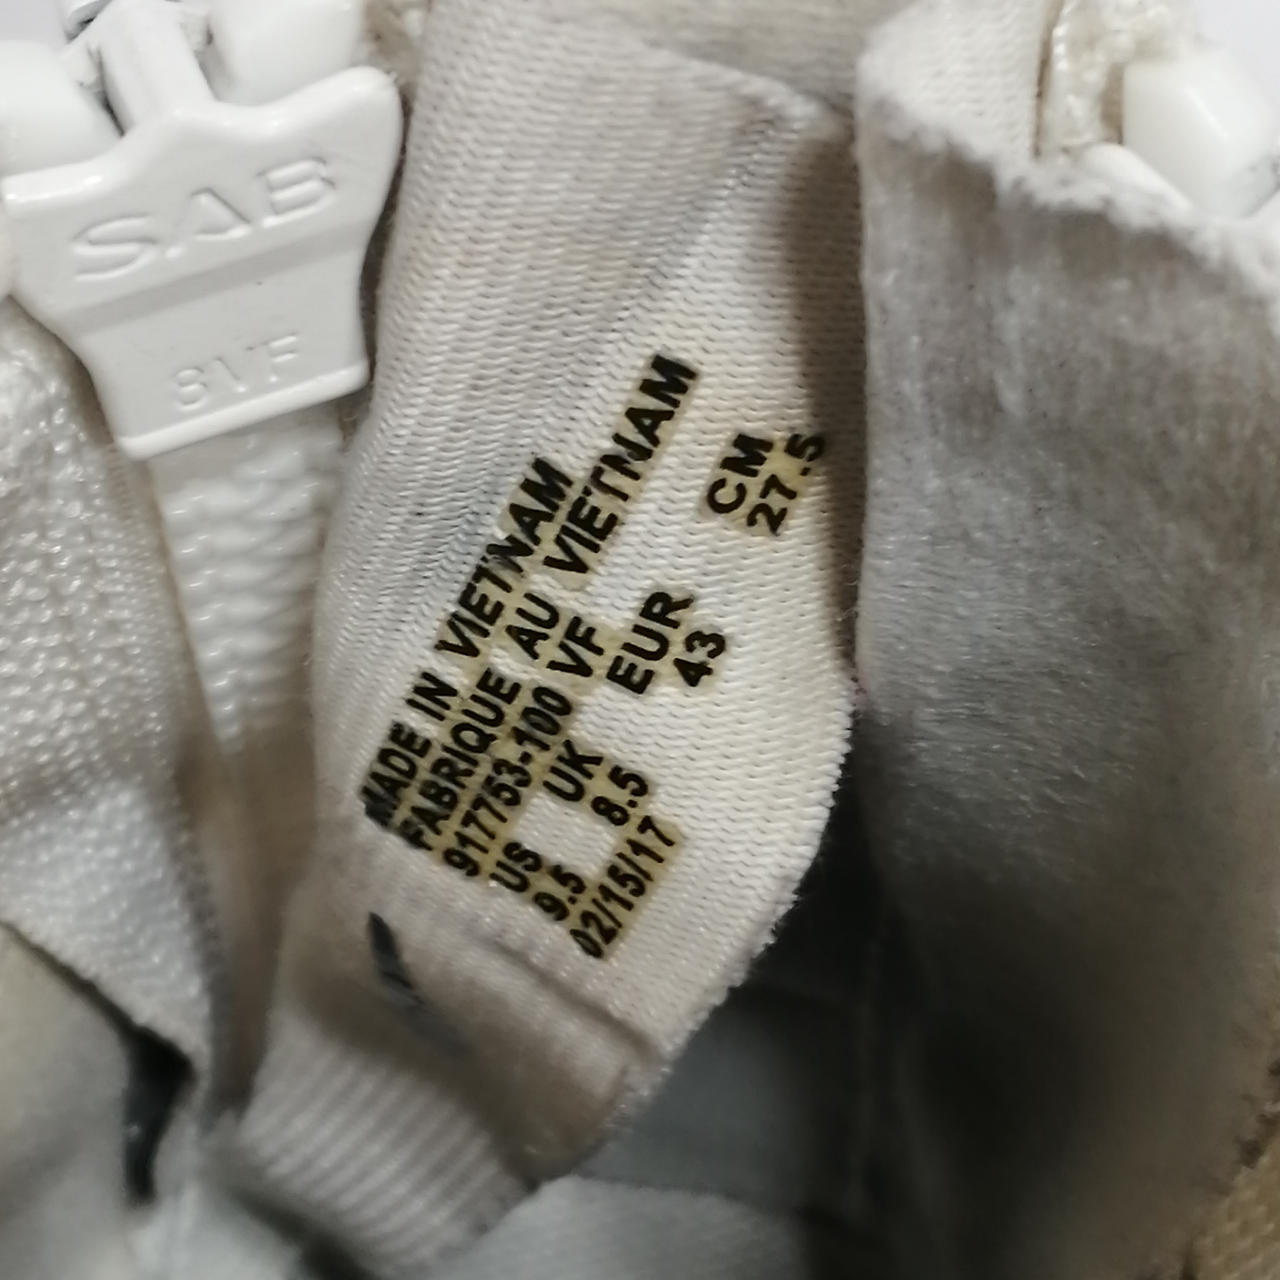 SAB
8VF
MADE IN VIETNAM
FABRIQUE AU VIETNAM
917753-100 VF
US UK EUR CM
9.5 8.5 43 27.5
02/15/17